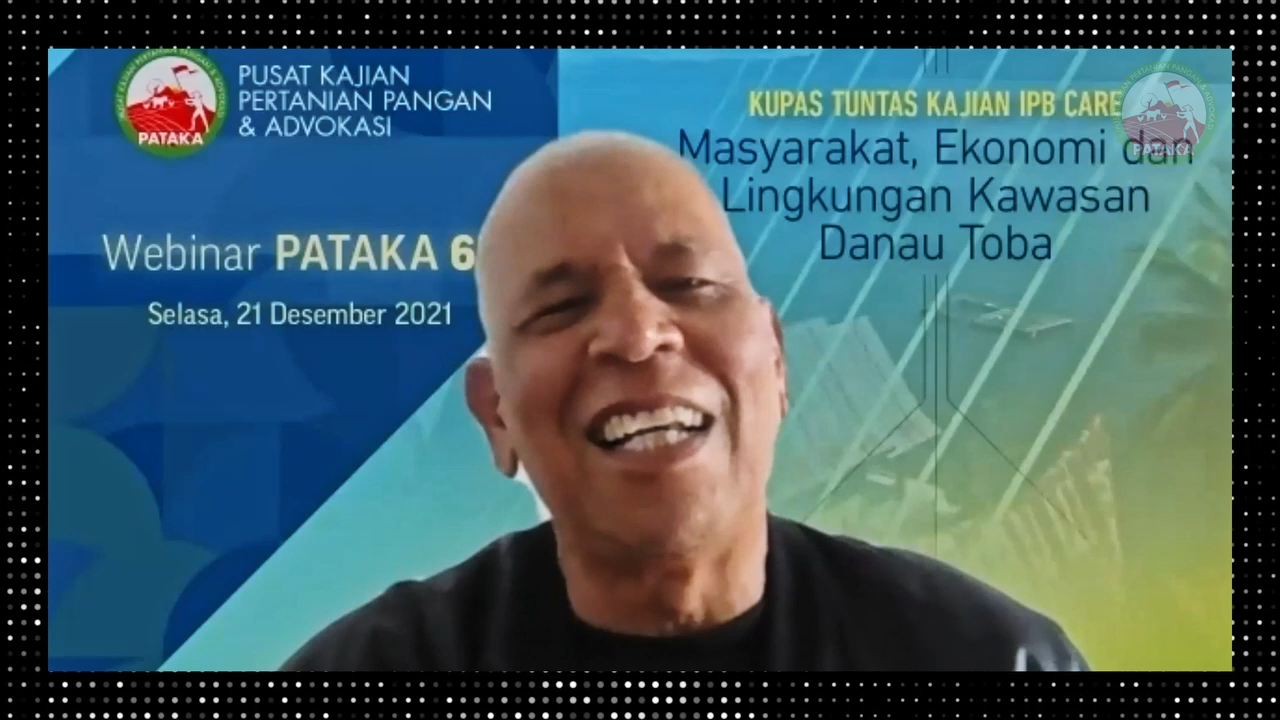 PUSAT KAJIAN
PERTANIAN PANGAN
& ADVOKASI
PATAKA
Webinar PATAKA 6
Selasa, 21 Desember 2021
KUPAS TUNTAS KAJIAN IPB CARE
Masyarakat, Ekonomi dan
Lingkungan Kawasan
Danau Toba
PATAKA